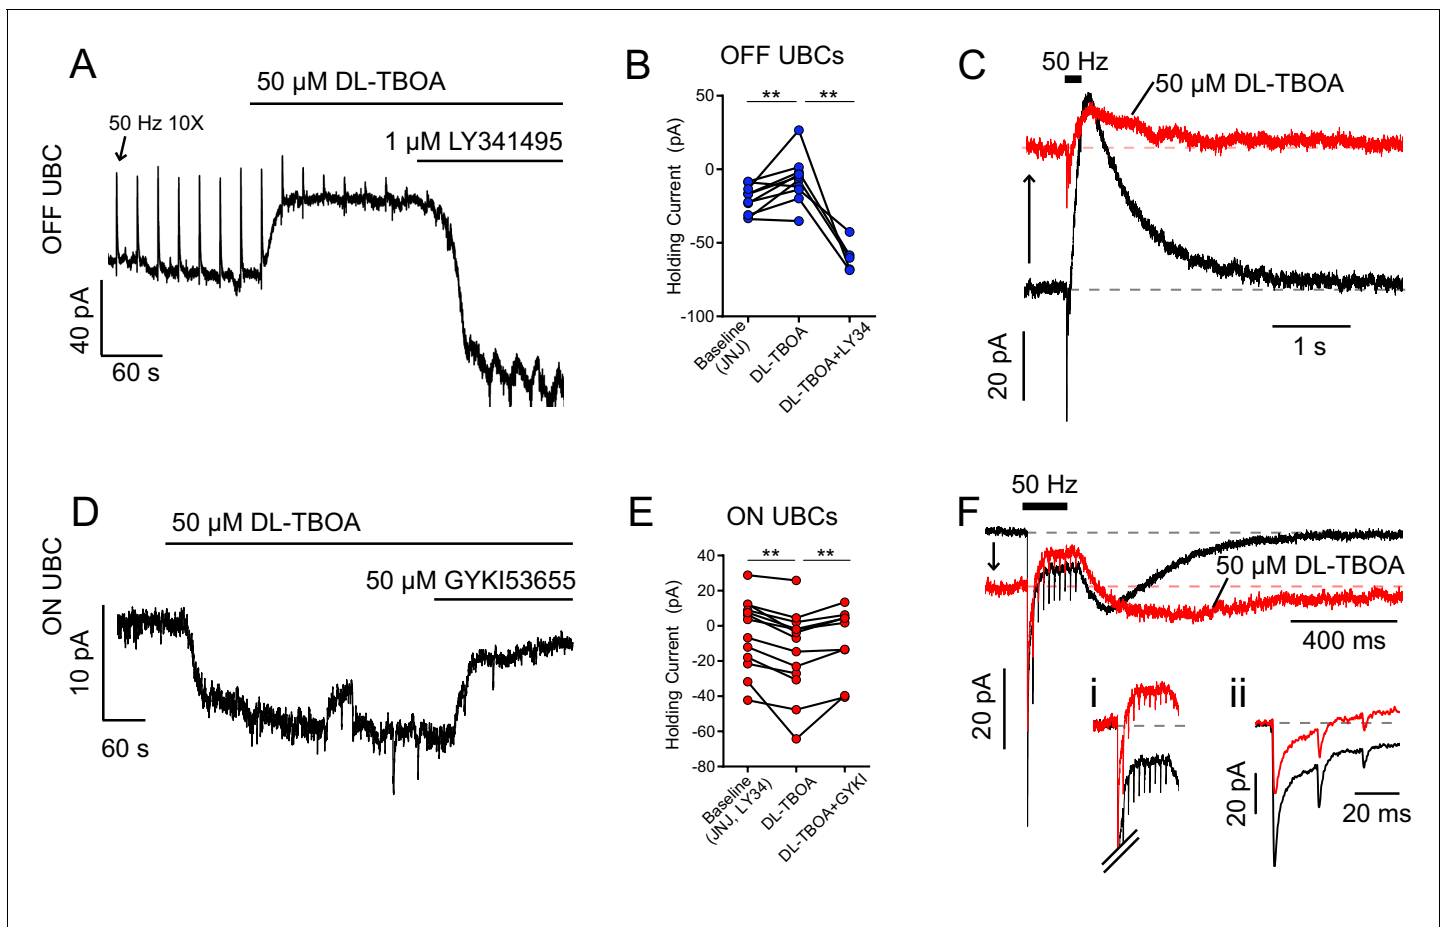 A
50 µM DL-TBOA
50 Hz 10X
1 µM LY341495
OFF UBC
40 pA
60 s
B
OFF UBCs
**
**
50
0
-50
-100
Holding Current (pA)
Baseline
(JNJ)
DL-TBOA
DL-TBOA+LY34
C
50 Hz
50 µM DL-TBOA
20 pA
1 s
D
50 µM DL-TBOA
50 µM GYKI53655
ON UBC
10 pA
60 s
E
ON UBCs
**
**
40
20
0
-20
-40
-60
-80
Holding Current (pA)
Baseline
(JNJ, LY34)
DL-TBOA
DL-TBOA+GYKI
F
50 Hz
50 µM DL-TBOA
400 ms
20 pA
i
ii
20 pA
20 ms